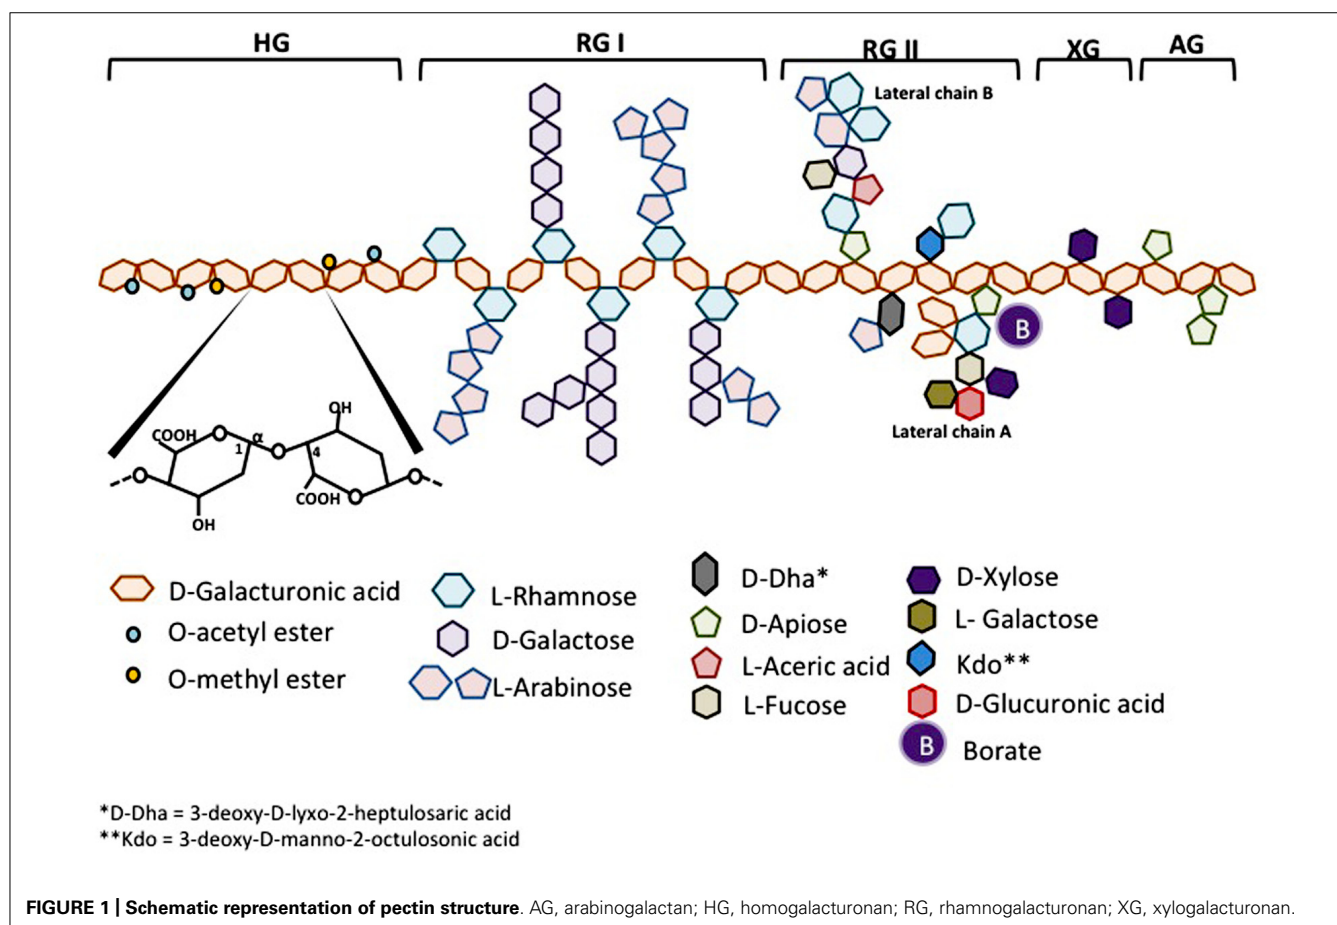 HG RG I RG II XG AG
Lateral chain B
B
Lateral chain A
OH
COOH
α
1
4
COOH
O
O
O
O
O
OH
D-Galacturonic acid
O-acetyl ester
O-methyl ester
L-Rhamnose
D-Galactose
L-Arabinose
D-Dha*
D-Apiose
L-Aceric acid
L-Fucose
D-Xylose
L- Galactose
Kdo**
D-Glucuronic acid
B Borate
*D-Dha = 3-deoxy-D-lyxo-2-heptulosaric acid
**Kdo = 3-deoxy-D-manno-2-octulosonic acid
FIGURE 1 | Schematic representation of pectin structure. AG, arabinogalactan; HG, homogalacturonan; RG, rhamnogalacturonan; XG, xylogalacturonan.